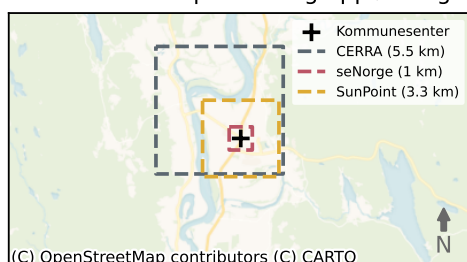 Kommunesenter
CERRA (5.5 km)
seNorge (1 km)
SunPoint (3.3 km)
N
(C) OpenStreetMap contributors (C) CARTO